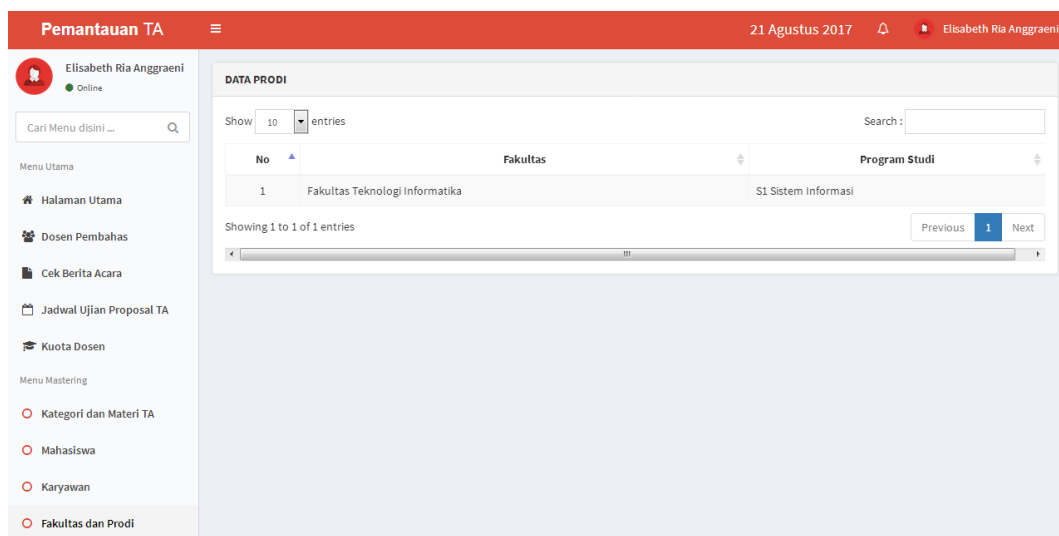 Pemantauan TA
21 Agustus 2017
Elisabeth Ria Anggraeni
Elisabeth Ria Anggraeni
Online
Cari Menu disini ...
Menu Utama
Halaman Utama
Dosen Pembahas
Cek Berita Acara
Jadwal Ujian Proposal TA
Kuota Dosen
Menu Mastering
Kategori dan Materi TA
Mahasiswa
Karyawan
Fakultas dan Prodi
DATA PRODI
Show 10 entries Search :
No Fakultas Program Studi
1 Fakultas Teknologi Informatika S1 Sistem Informasi
Showing 1 to 1 of 1 entries Previous 1 Next